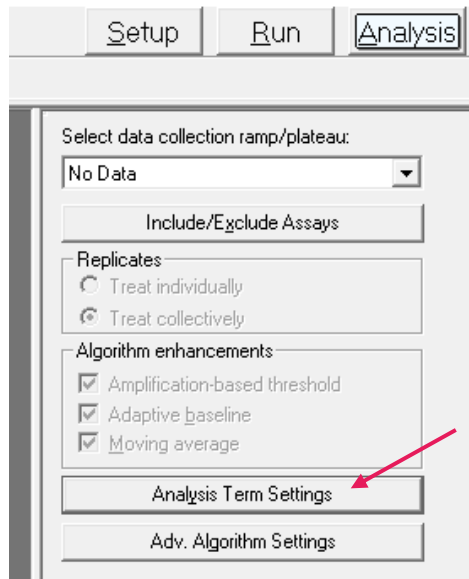 Setup Run Analysis
Select data collection ramp/plateau:
No Data
Include/Exclude Assays
Replicates
Treat individually
Treat collectively
Algorithm enhancements
Amplification-based threshold
Adaptive baseline
Moving average
Analysis Term Settings
Adv. Algorithm Settings